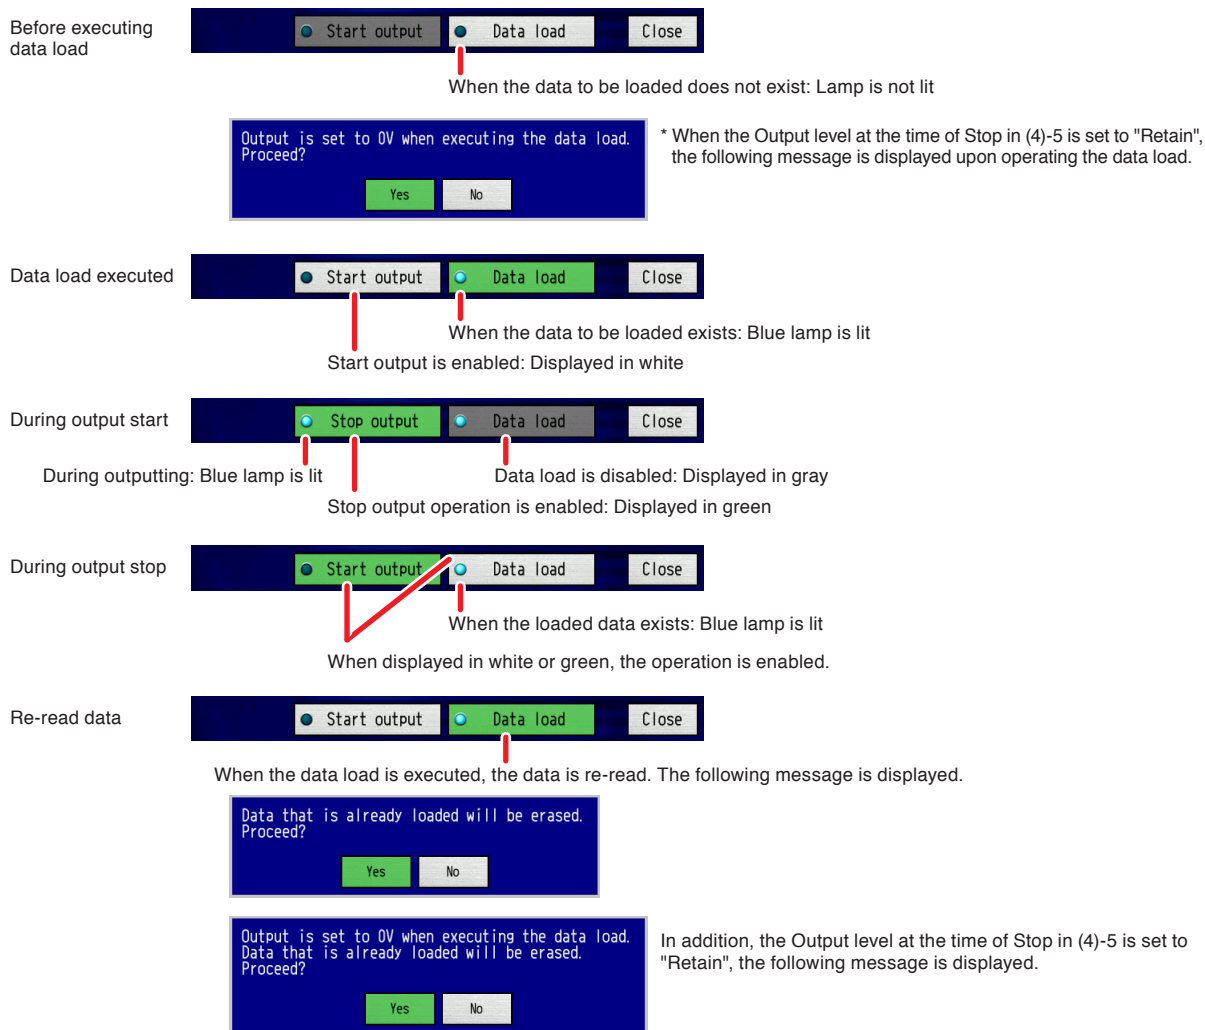 Before executing
data load
Start output
Data load
Close
When the data to be loaded does not exist: Lamp is not lit
Output is set to 0V when executing the data load.
Proceed?
Yes
No
* When the Output level at the time of Stop in (4)-5 is set to "Retain",
the following message is displayed upon operating the data load.
Data load executed
Start output
Data load
Close
When the data to be loaded exists: Blue lamp is lit
Start output is enabled: Displayed in white
During output start
Stop output
Data load
Close
During outputting: Blue lamp is lit
Data load is disabled: Displayed in gray
Stop output operation is enabled: Displayed in green
During output stop
Start output
Data load
Close
When the loaded data exists: Blue lamp is lit
When displayed in white or green, the operation is enabled.
Re-read data
Start output
Data load
Close
When the data load is executed, the data is re-read. The following message is displayed.
Data that is already loaded will be erased.
Proceed?
Yes
No
Output is set to 0V when executing the data load.
Data that is already loaded will be erased.
Proceed?
Yes
No
In addition, the Output level at the time of Stop in (4)-5 is set to
"Retain", the following message is displayed.